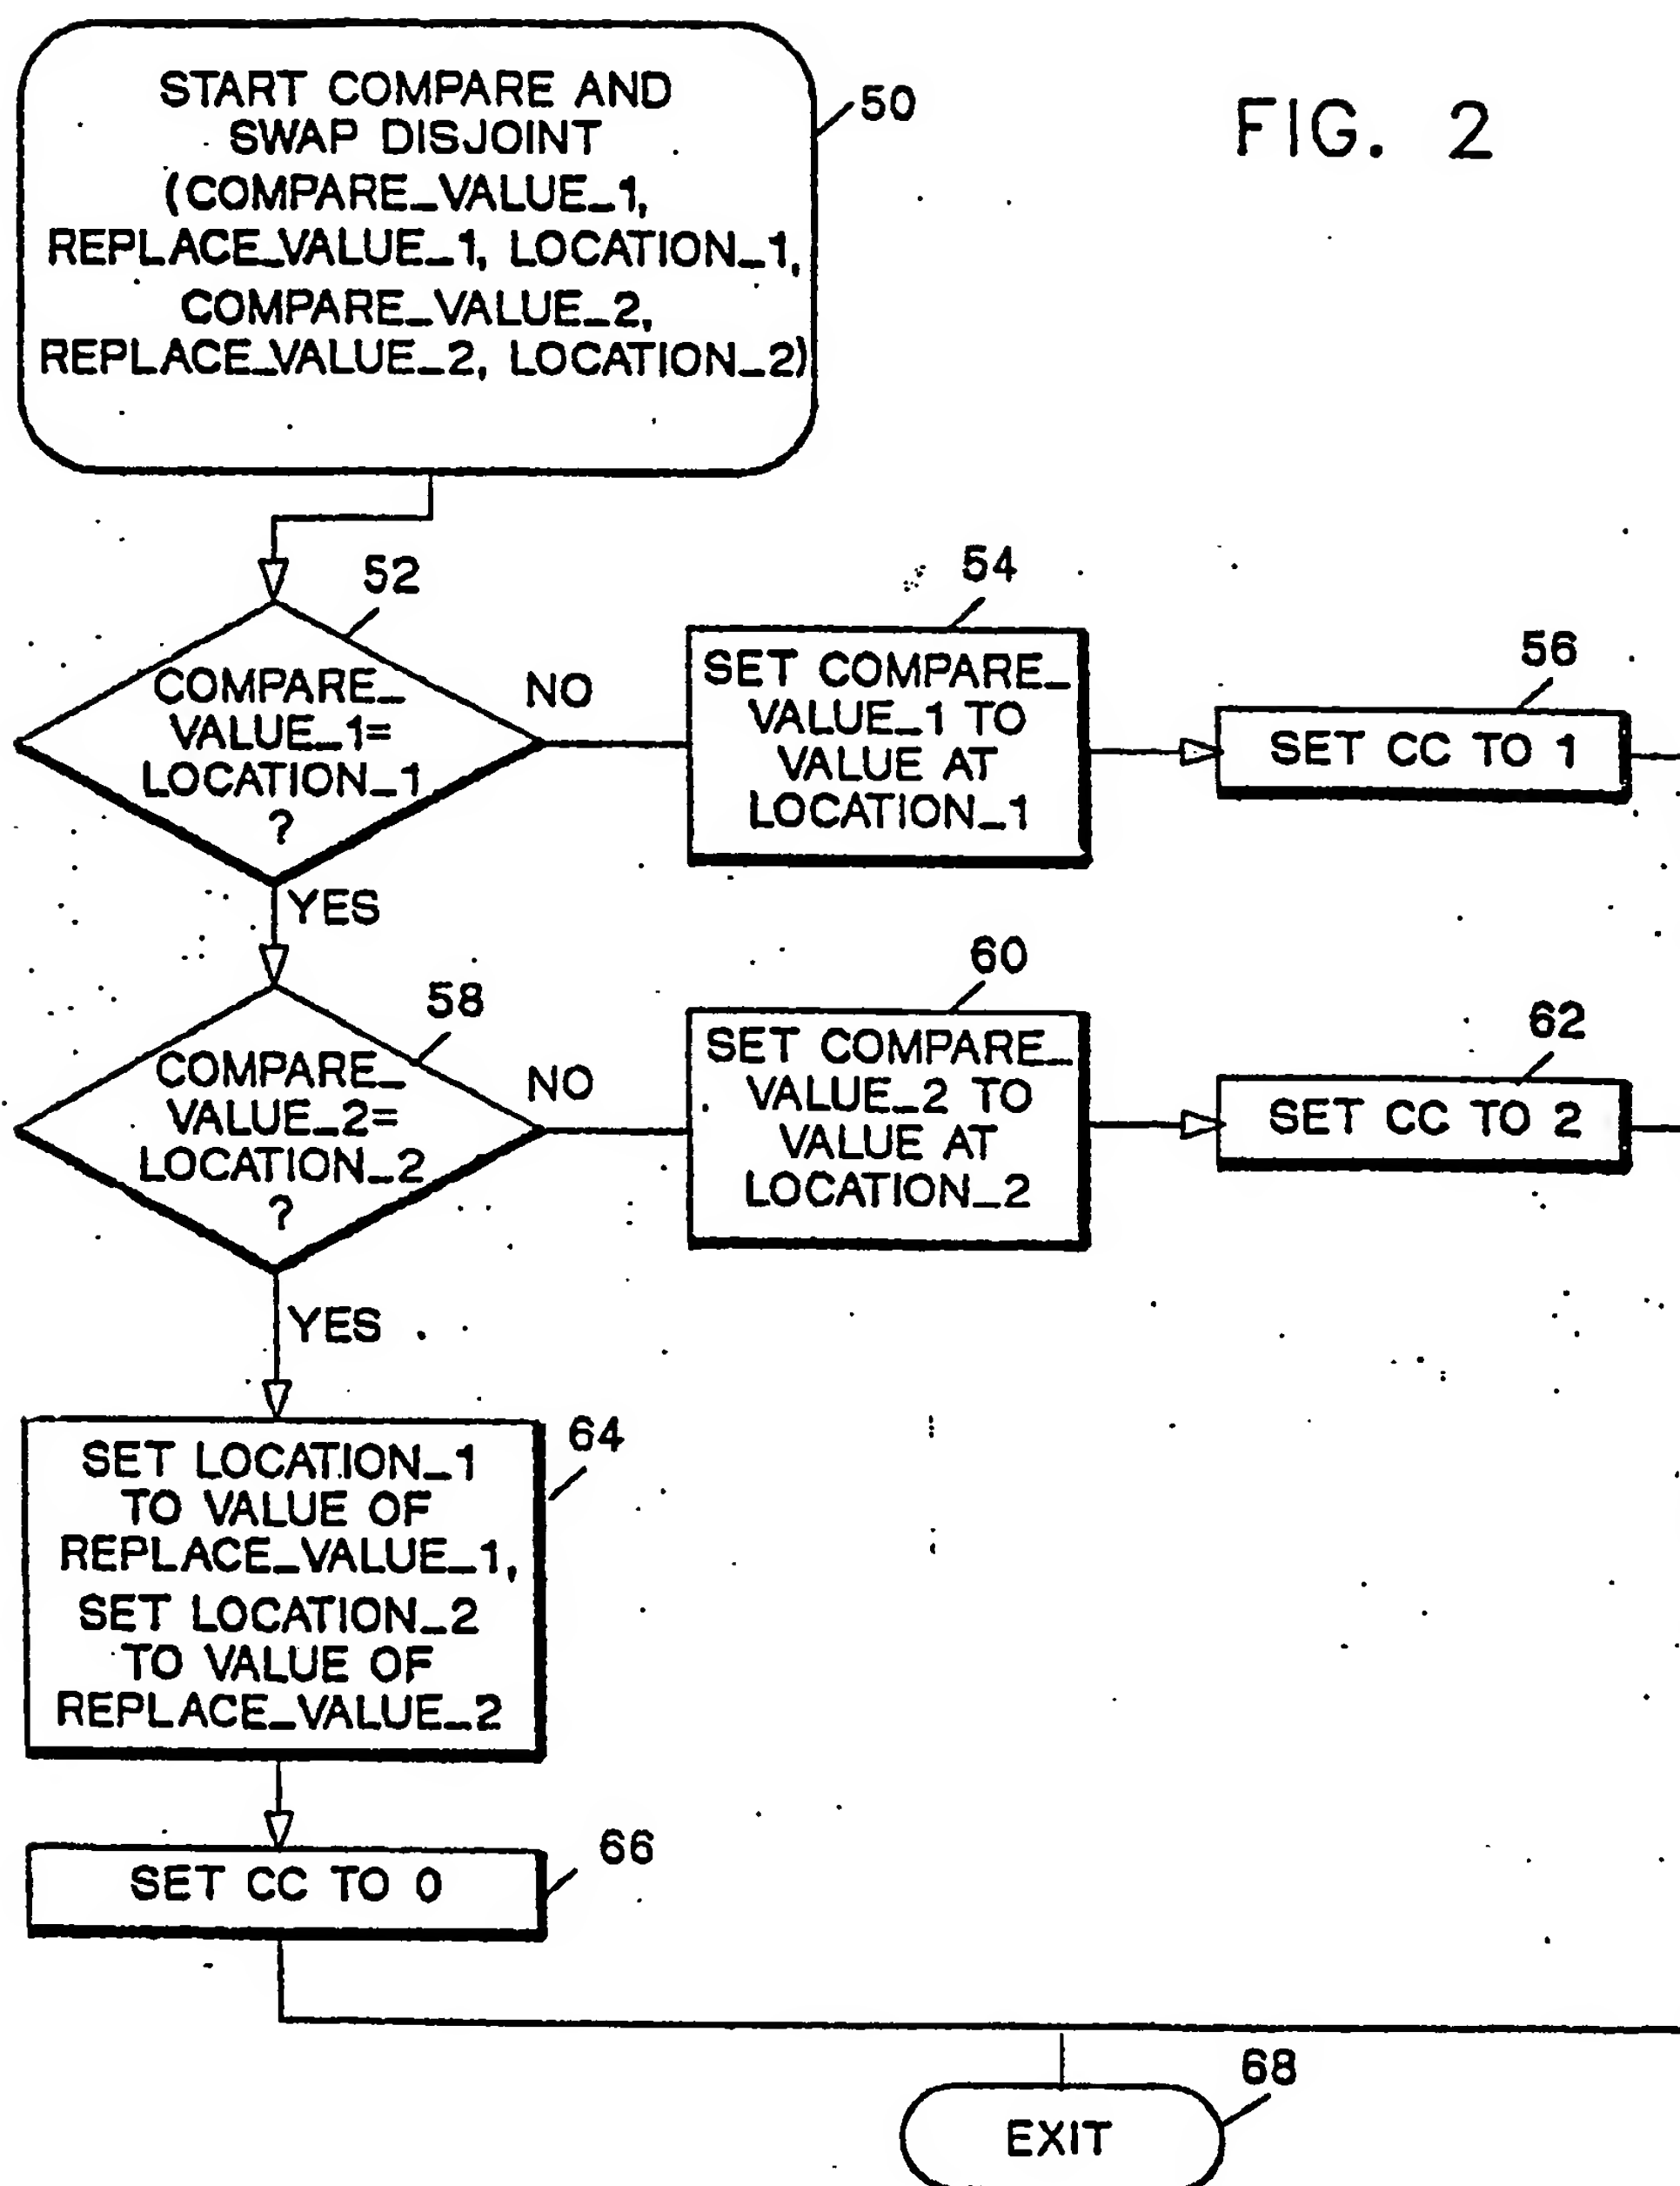 START COMPARE AND
SWAP DISJOINT
(COMPARE_VALUE_1,
REPLACE_VALUE_1, LOCATION_1,
COMPARE_VALUE_2,
REPLACE_VALUE_2, LOCATION_2)
50
FIG. 2
52
COMPARE_
VALUE_1=
LOCATION_1
?
NO
54
SET COMPARE_
VALUE_1 TO
VALUE AT
LOCATION_1
56
SET CC TO 1
YES
58
COMPARE_
VALUE_2=
LOCATION_2
?
NO
60
SET COMPARE_
VALUE_2 TO
VALUE AT
LOCATION_2
62
SET CC TO 2
YES
64
SET LOCATION_1
TO VALUE OF
REPLACE_VALUE_1,
SET LOCATION_2
TO VALUE OF
REPLACE_VALUE_2
66
SET CC TO 0
68
EXIT